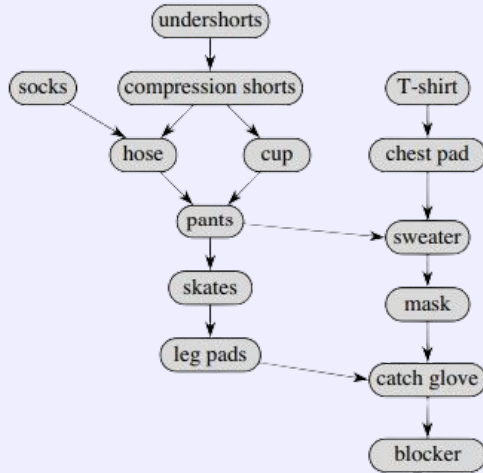 undershorts
socks
compression shorts
T-shirt
hose
cup
chest pad
pants
sweater
skates
mask
leg pads
catch glove
blocker